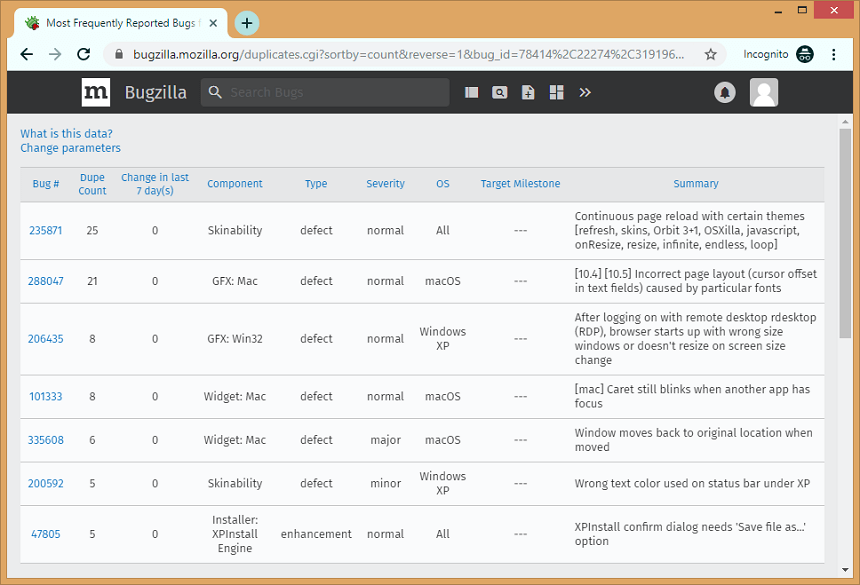 Most Frequently Reported Bugs f
bugzilla.mozilla.org/duplicates.cgi?sortby=count&reverse=1&bug_id=78414%2C22274%2C319196...
Incognito
m
Bugzilla
Search Bugs
What is this data?
Change parameters
Bug #
Dupe
Count
Change in last
7 day(s)
Component
Type
Severity
OS
Target Milestone
Summary
235871
25
0
Skinability
defect
normal
All
---
Continuous page reload with certain themes
[refresh, skins, Orbit 3+1, OSXilla, javascript,
onResize, resize, infinite, endless, loop]
288047
21
0
GFX: Mac
defect
normal
macOS
---
[10.4] [10.5] Incorrect page layout (cursor offset
in text fields) caused by particular fonts
206435
8
0
GFX: Win32
defect
normal
Windows
XP
---
After logging on with remote desktop rdesktop
(RDP), browser starts up with wrong size
windows or doesn't resize on screen size
change
101333
8
0
Widget: Mac
defect
normal
macOS
---
[mac] Caret still blinks when another app has
focus
335608
6
0
Widget: Mac
defect
major
macOS
---
Window moves back to original location when
moved
200592
5
0
Skinability
defect
minor
Windows
XP
---
Wrong text color used on status bar under XP
47805
5
0
Installer:
XPInstall
Engine
enhancement
normal
All
---
XPInstall confirm dialog needs 'Save file as...'
option